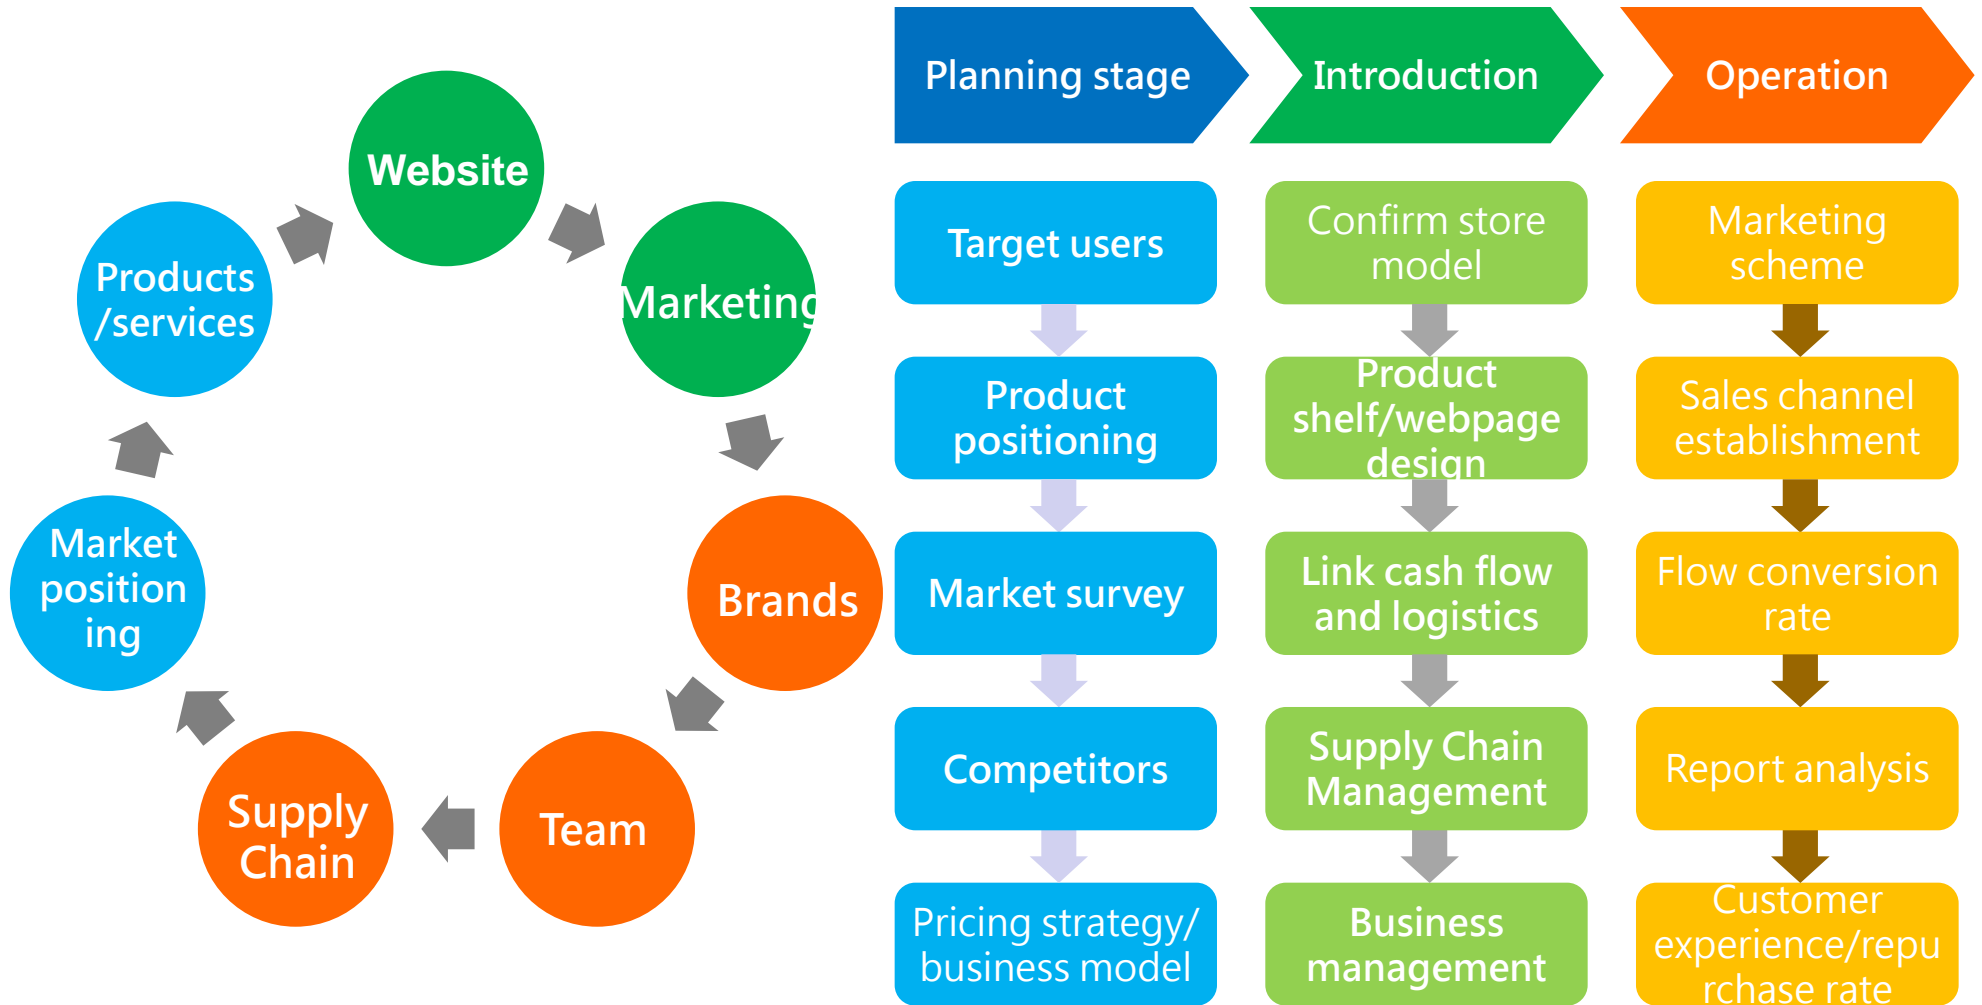 Website
Marketing
Brands
Team
Supply
Chain
Market
position
ing
Products
/services
Planning stage
Target users
Product
positioning
Market survey
Competitors
Pricing strategy/
business model
Introduction
Confirm store
model
Product
shelf/webpage
design
Link cash flow
and logistics
Supply Chain
Management
Business
management
Operation
Marketing
scheme
Sales channel
establishment
Flow conversion
rate
Report analysis
Customer
experience/repu
rchase rate